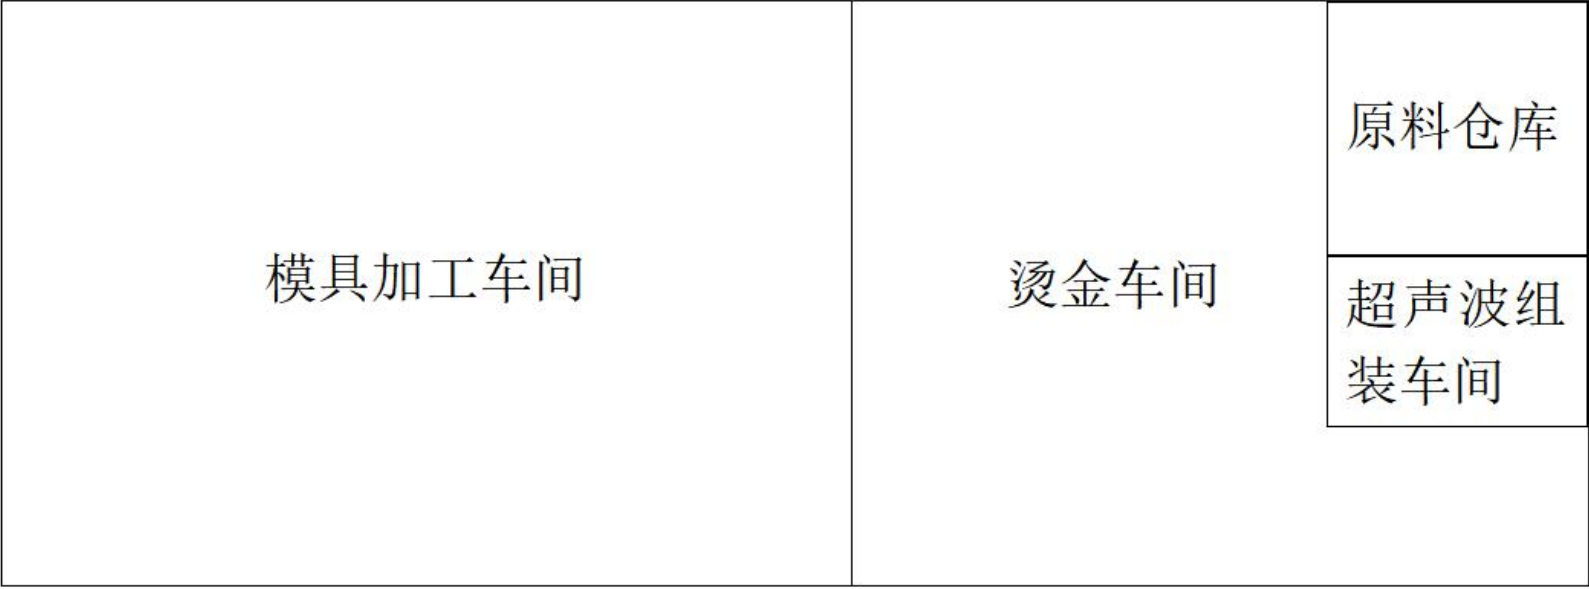 模具加工车间
烫金车间
原料仓库
超声波组
装车间